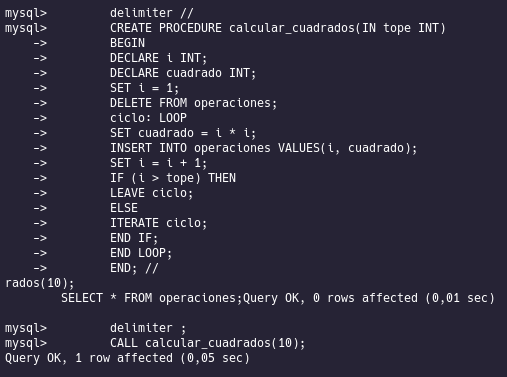 mysql>         delimiter //
mysql>         CREATE PROCEDURE calcular_cuadrados(IN tope INT)
    ->         BEGIN
    ->         DECLARE i INT;
    ->         DECLARE cuadrado INT;
    ->         SET i = 1;
    ->         DELETE FROM operaciones;
    ->         ciclo: LOOP
    ->         SET cuadrado = i * i;
    ->         INSERT INTO operaciones VALUES(i, cuadrado);
    ->         SET i = i + 1;
    ->         IF (i > tope) THEN
    ->         LEAVE ciclo;
    ->         ELSE
    ->         ITERATE ciclo;
    ->         END IF;
    ->         END LOOP;
    ->         END; //
rados(10);
        SELECT * FROM operaciones;Query OK, 0 rows affected (0,01 sec)

mysql>         delimiter ;
mysql>         CALL calcular_cuadrados(10);
Query OK, 1 row affected (0,05 sec)